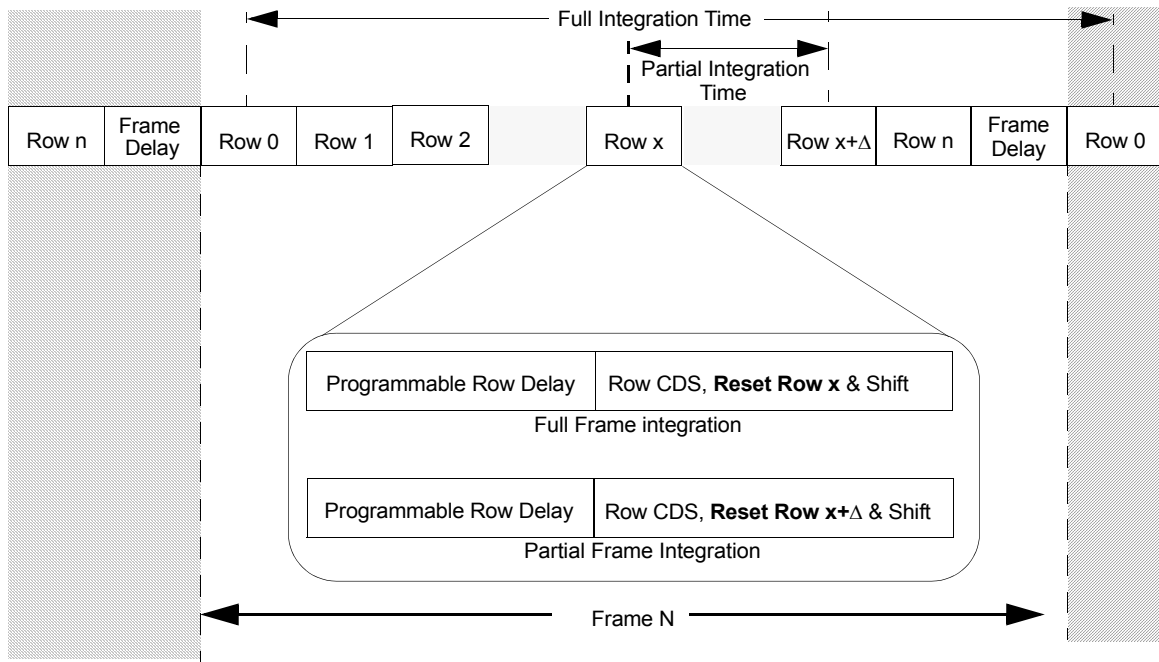 Full Integration Time
Partial Integration
Time
Row n
Frame
Delay
Row 0
Row 1
Row 2
Row x
Row x+Δ
Row n
Frame
Delay
Row 0
Programmable Row Delay
Row CDS, Reset Row x & Shift
Full Frame integration
Programmable Row Delay
Row CDS, Reset Row x+Δ & Shift
Partial Frame Integration
Frame N